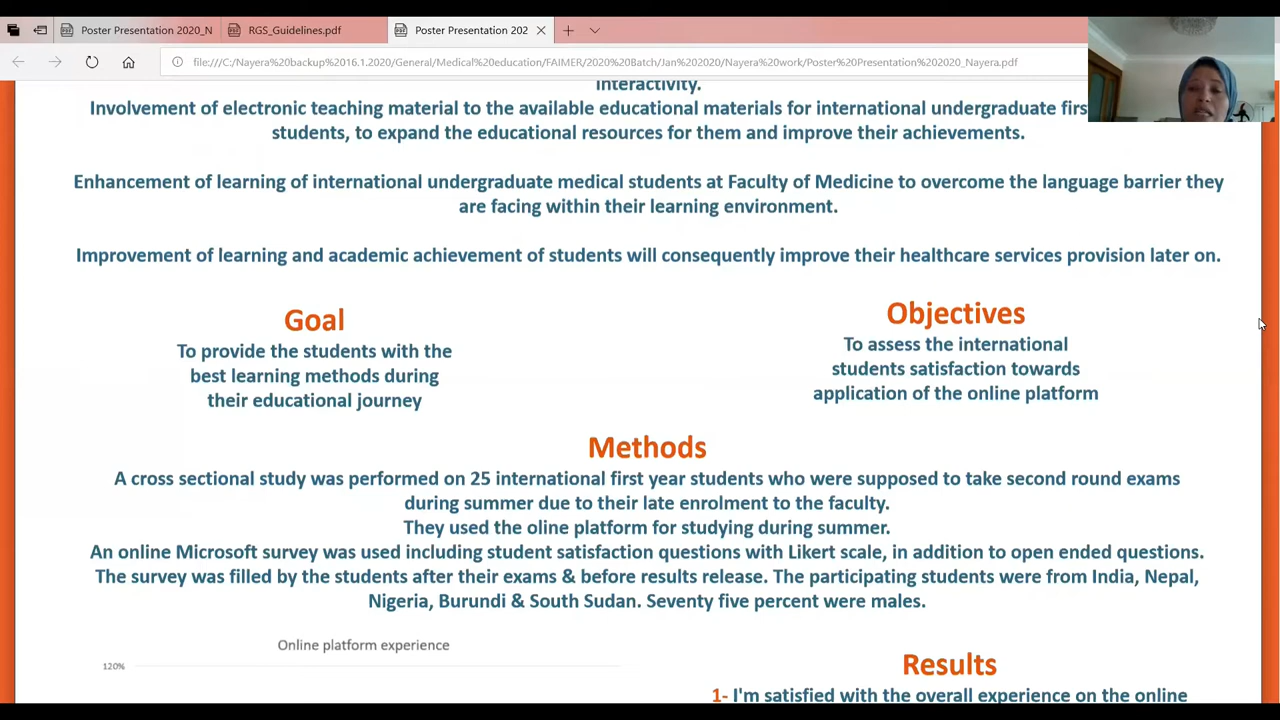 Poster Presentation 2020_N
RGS_Guidelines.pdf
Poster Presentation 202
file:///C:/Nayera%20backup%2016.1.2020/General/Medical%20education/FAIMER/2020%20Batch/Jan%202020/Nayera%20work/Poster%20Presentation%202020_Nayera.pdf
interactivity.
Involvement of electronic teaching material to the available educational materials for international undergraduate firs
students, to expand the educational resources for them and improve their achievements.
Enhancement of learning of international undergraduate medical students at Faculty of Medicine to overcome the language barrier they
are facing within their learning environment.
Improvement of learning and academic achievement of students will consequently improve their healthcare services provision later on.
Goal
To provide the students with the
best learning methods during
their educational journey
Objectives
To assess the international
students satisfaction towards
application of the online platform
Methods
A cross sectional study was performed on 25 international first year students who were supposed to take second round exams
during summer due to their late enrolment to the faculty.
They used the oline platform for studying during summer.
An online Microsoft survey was used including student satisfaction questions with Likert scale, in addition to open ended questions.
The survey was filled by the students after their exams & before results release. The participating students were from India, Nepal,
Nigeria, Burundi & South Sudan. Seventy five percent were males.
Online platform experience
120%
Results
1- I'm satisfied with the overall experience on the online